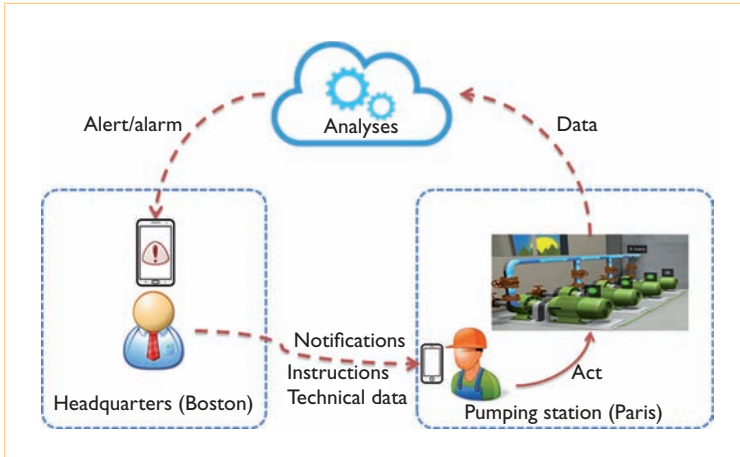 Analyses
Alert/alarm
Data
Notifications
Instructions
Technical data
Act
Headquarters (Boston)
Pumping station (Paris)